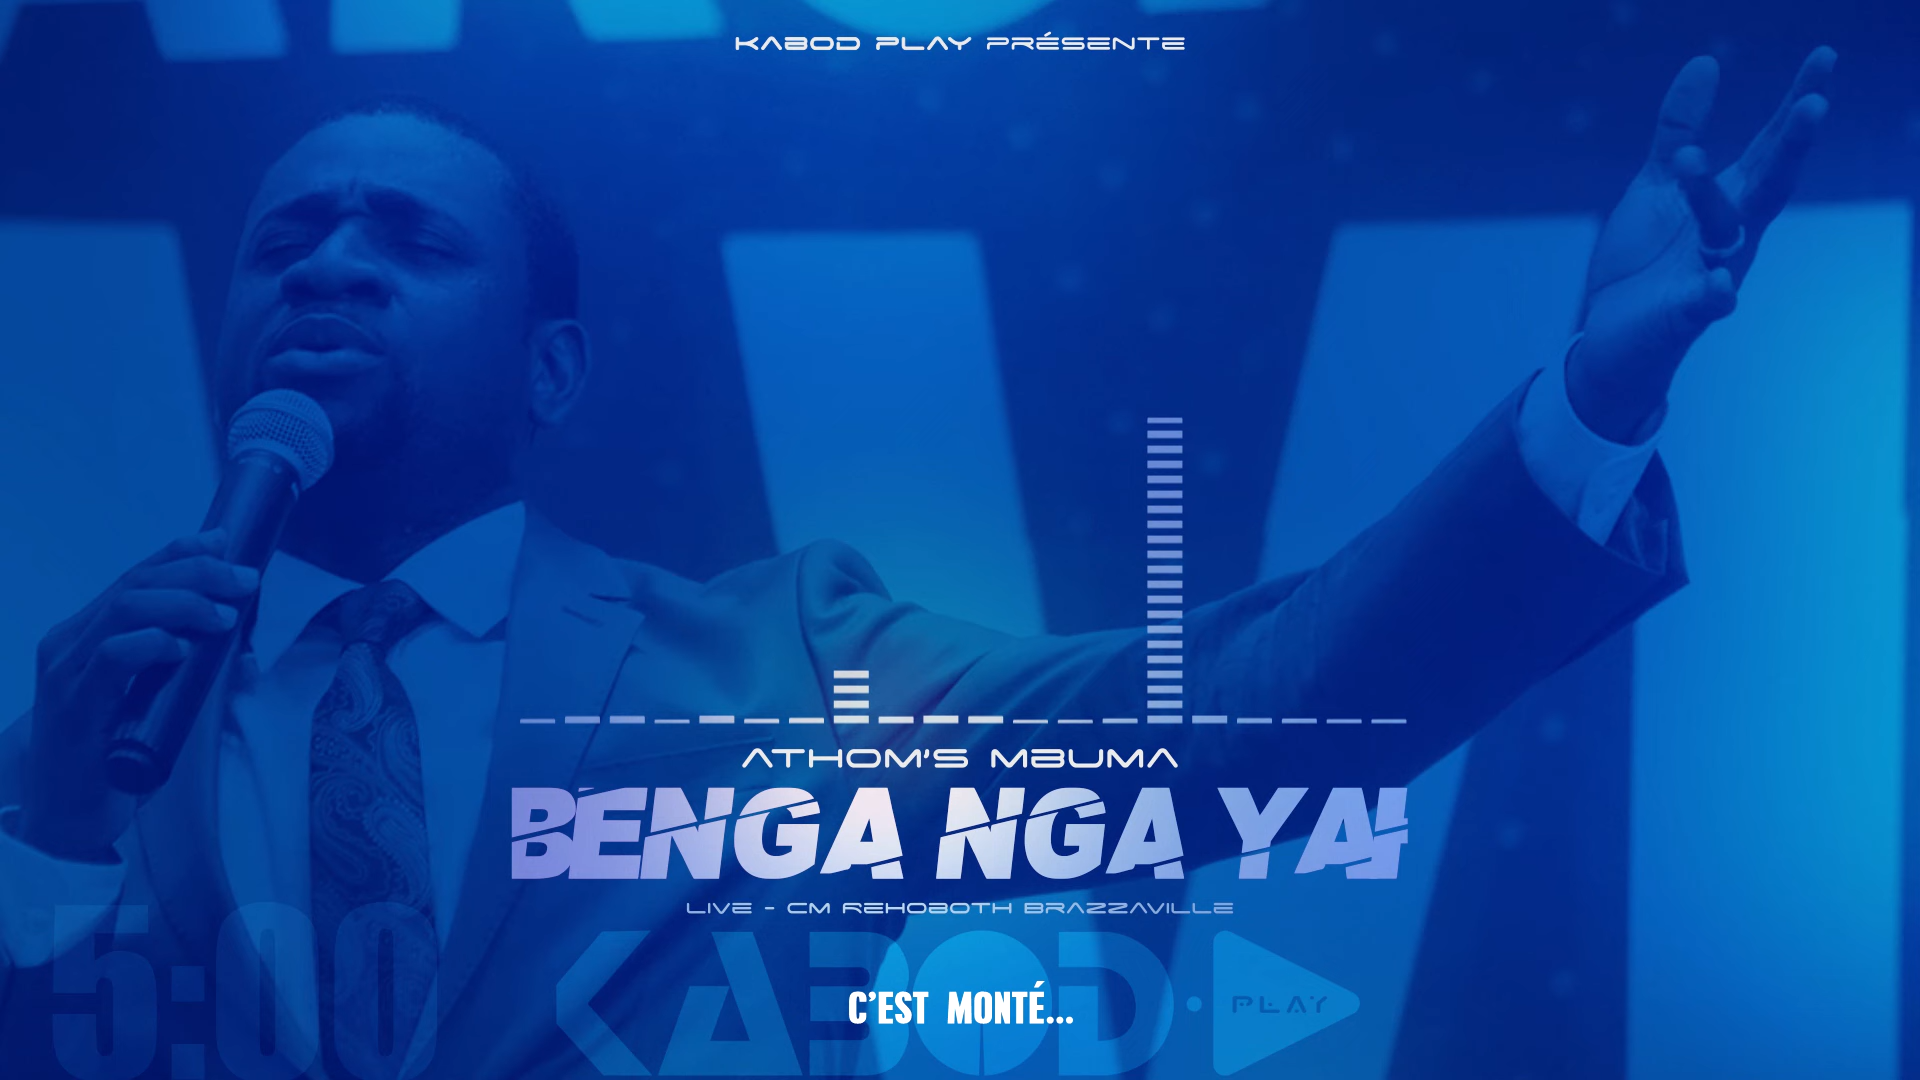 KABOD PLAY PRÉSENTE
ATHOM'S MBUMA
BENGA NGA YAI
LIVE - CM REHOBOTH BRAZZAVILLE
5:00
KABOD • PLAY
C'EST MONTÉ...